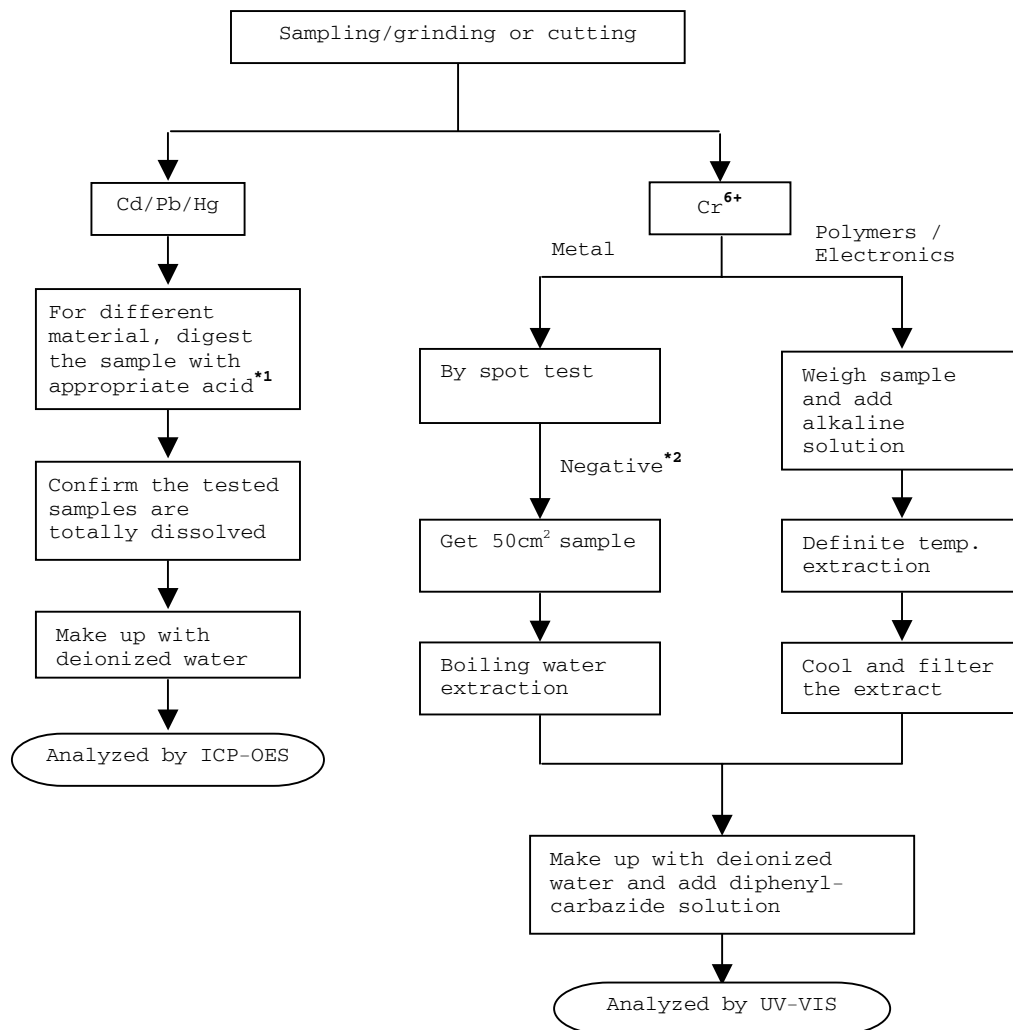 Sampling/grinding or cutting
Cd/Pb/Hg
For different
material, digest
the sample with
appropriate acid*1
Confirm the tested
samples are
totally dissolved
Make up with
deionized water
Analyzed by ICP-OES
Cr6+
Metal
Polymers /
Electronics
By spot test
Negative*2
Get 50cm2 sample
Boiling water
extraction
Weigh sample
and add
alkaline
solution
Definite temp.
extraction
Cool and filter
the extract
Make up with deionized
water and add diphenyl-
carbazide solution
Analyzed by UV-VIS